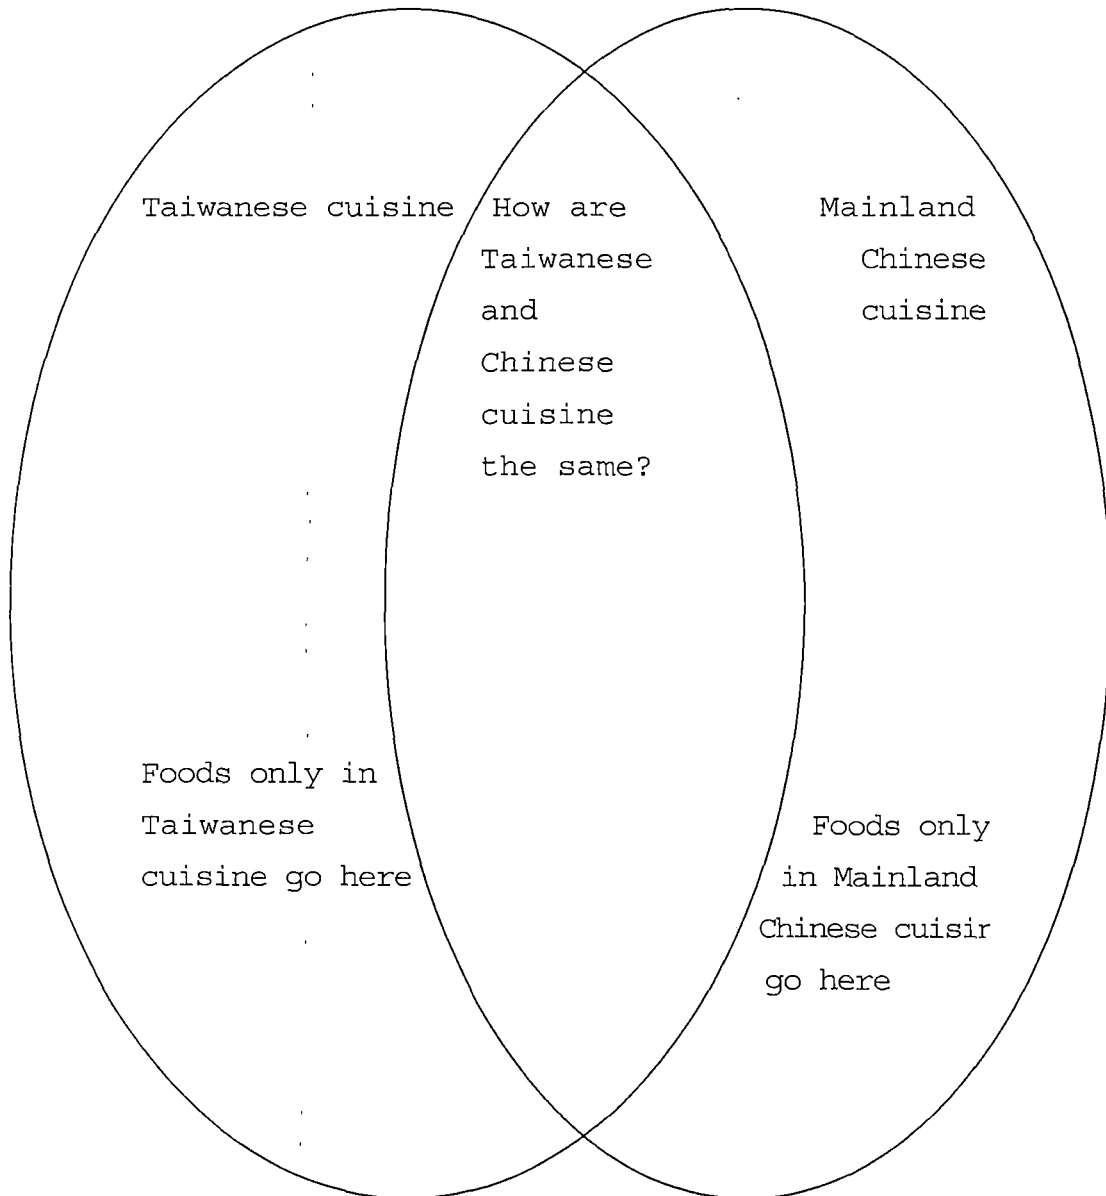 Taiwanese cuisine
How are
Taiwanese
and
Chinese
cuisine
the same?
Mainland
Chinese
cuisine
Foods only in
Taiwanese
cuisine go here
Foods only
in Mainland
Chinese cuisir
go here